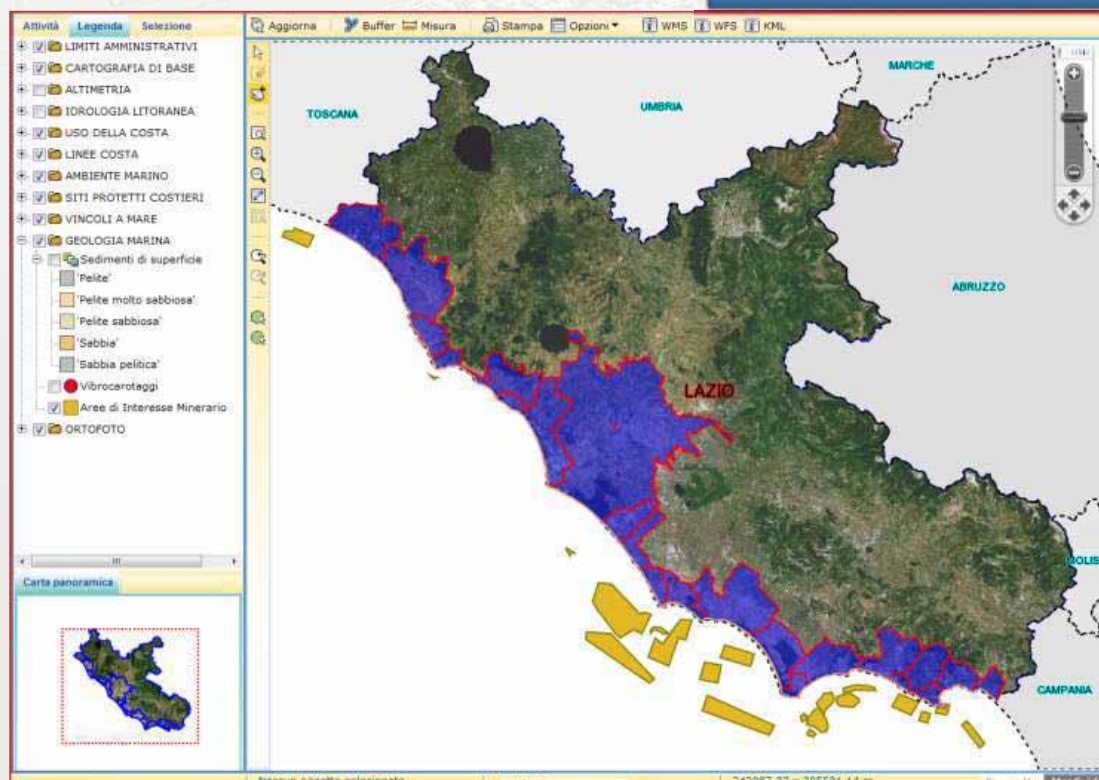 Attività Legenda Selezione
Aggiorna Buffer Misura Stampa Opzioni WMS WFS KML
LIMITI AMMINISTRATIVI
CARTOGRAFIA DI BASE
ALTIMETRIA
IDROLOGIA LITORANEA
USO DELLA COSTA
LINEE COSTA
AMBIENTE MARINO
SITI PROTETTI COSTIERI
VINCOLI A MARE
GEOLOGIA MARINA
Sedimenti di superficie
'Pelite'
'Pelite molto sabbiosa'
'Pelite sabbiosa'
'Sabbia'
'Sabbia pelitica'
Vibrocarotaggi
Aree di Interesse Minerario
ORTOFOTO
Carta panoramica
TOSCANA
UMBRIA
MARCHE
ABRUZZO
LAZIO
MOLIS
CAMPANIA